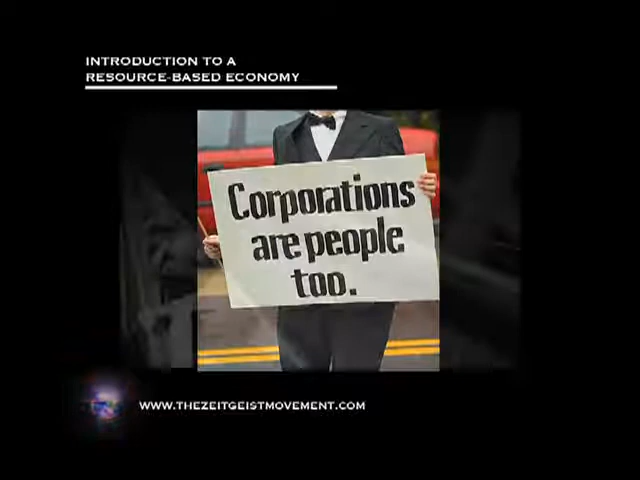 INTRODUCTION TO A
RESOURCE-BASED ECONOMY
Corporations
are people
too.
WWW.THEZEITGEISTMOVEMENT.COM